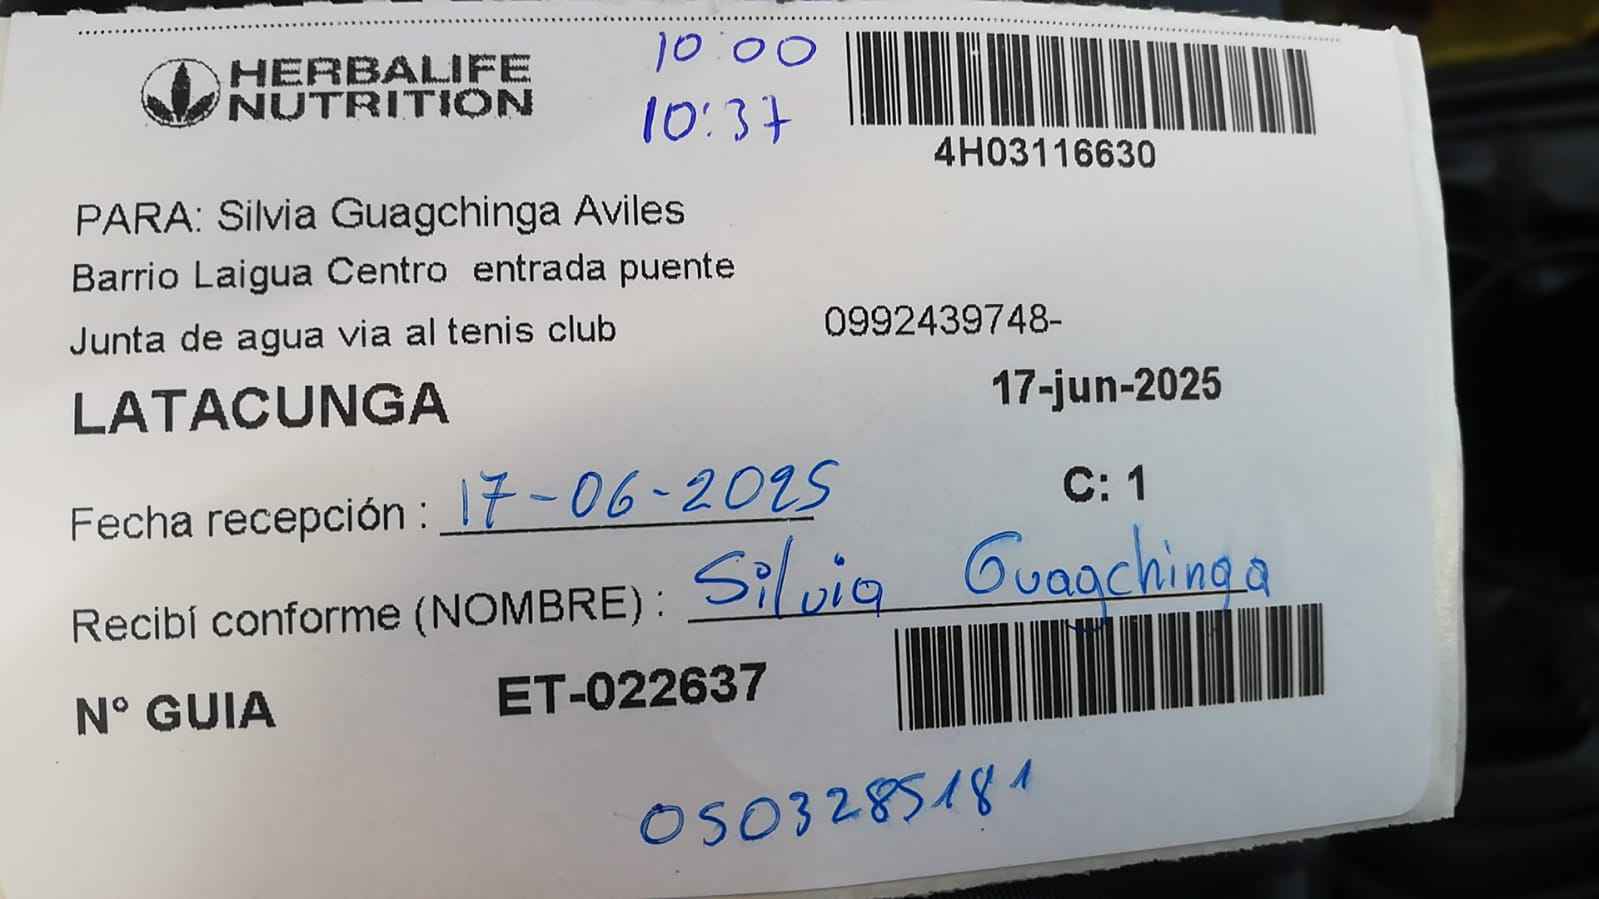 HERBALIFE
NUTRITION
10:00
10:37
4H03116630
PARA: Silvia Guagchinga Aviles
Barrio Laigua Centro entrada puente
Junta de agua via al tenis club
0992439748-
LATACUNGA
17-jun-2025
Fecha recepción : 17-06-2025
C: 1
Recibí conforme (NOMBRE) : Silvia Guagchinga
N° GUIA ET-022637
0503285181